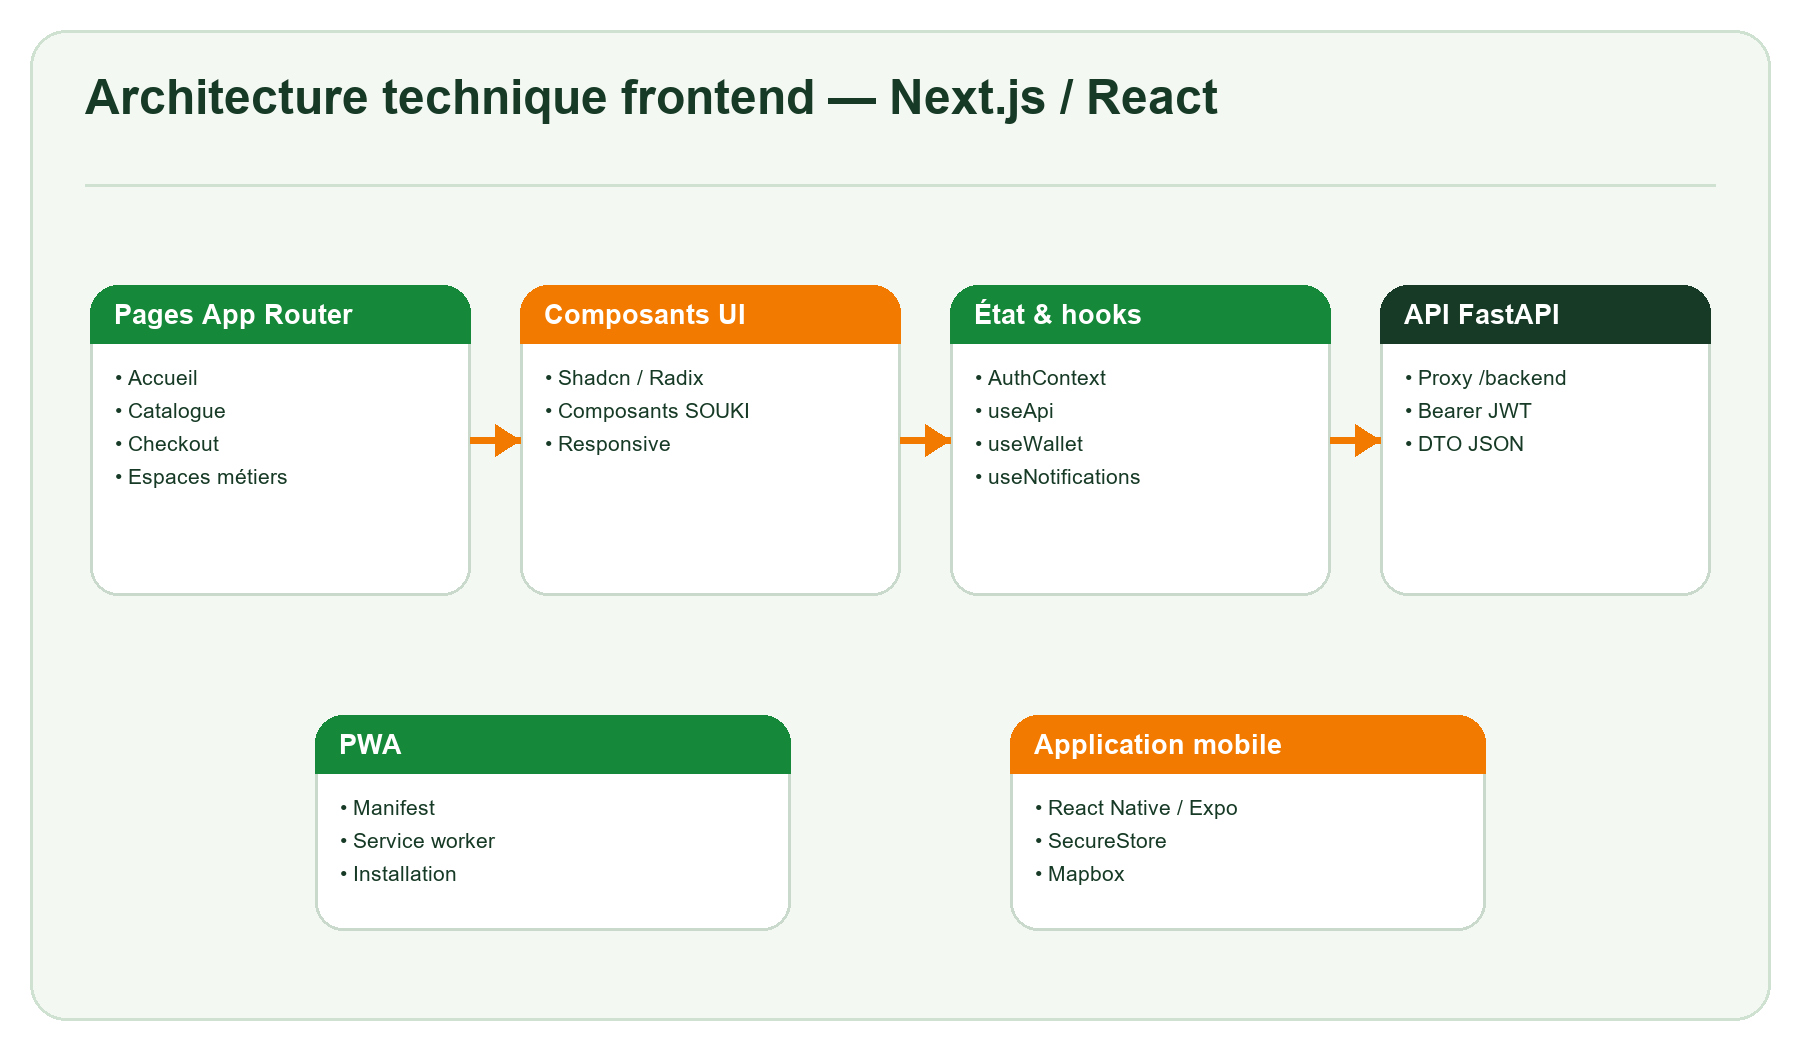 Architecture technique frontend — Next.js / React
Pages App Router
• Accueil
• Catalogue
• Checkout
• Espaces métiers
Composants UI
• Shadcn / Radix
• Composants SOUKI
• Responsive
État & hooks
• AuthContext
• useApi
• useWallet
• useNotifications
API FastAPI
• Proxy /backend
• Bearer JWT
• DTO JSON
PWA
• Manifest
• Service worker
• Installation
Application mobile
• React Native / Expo
• SecureStore
• Mapbox